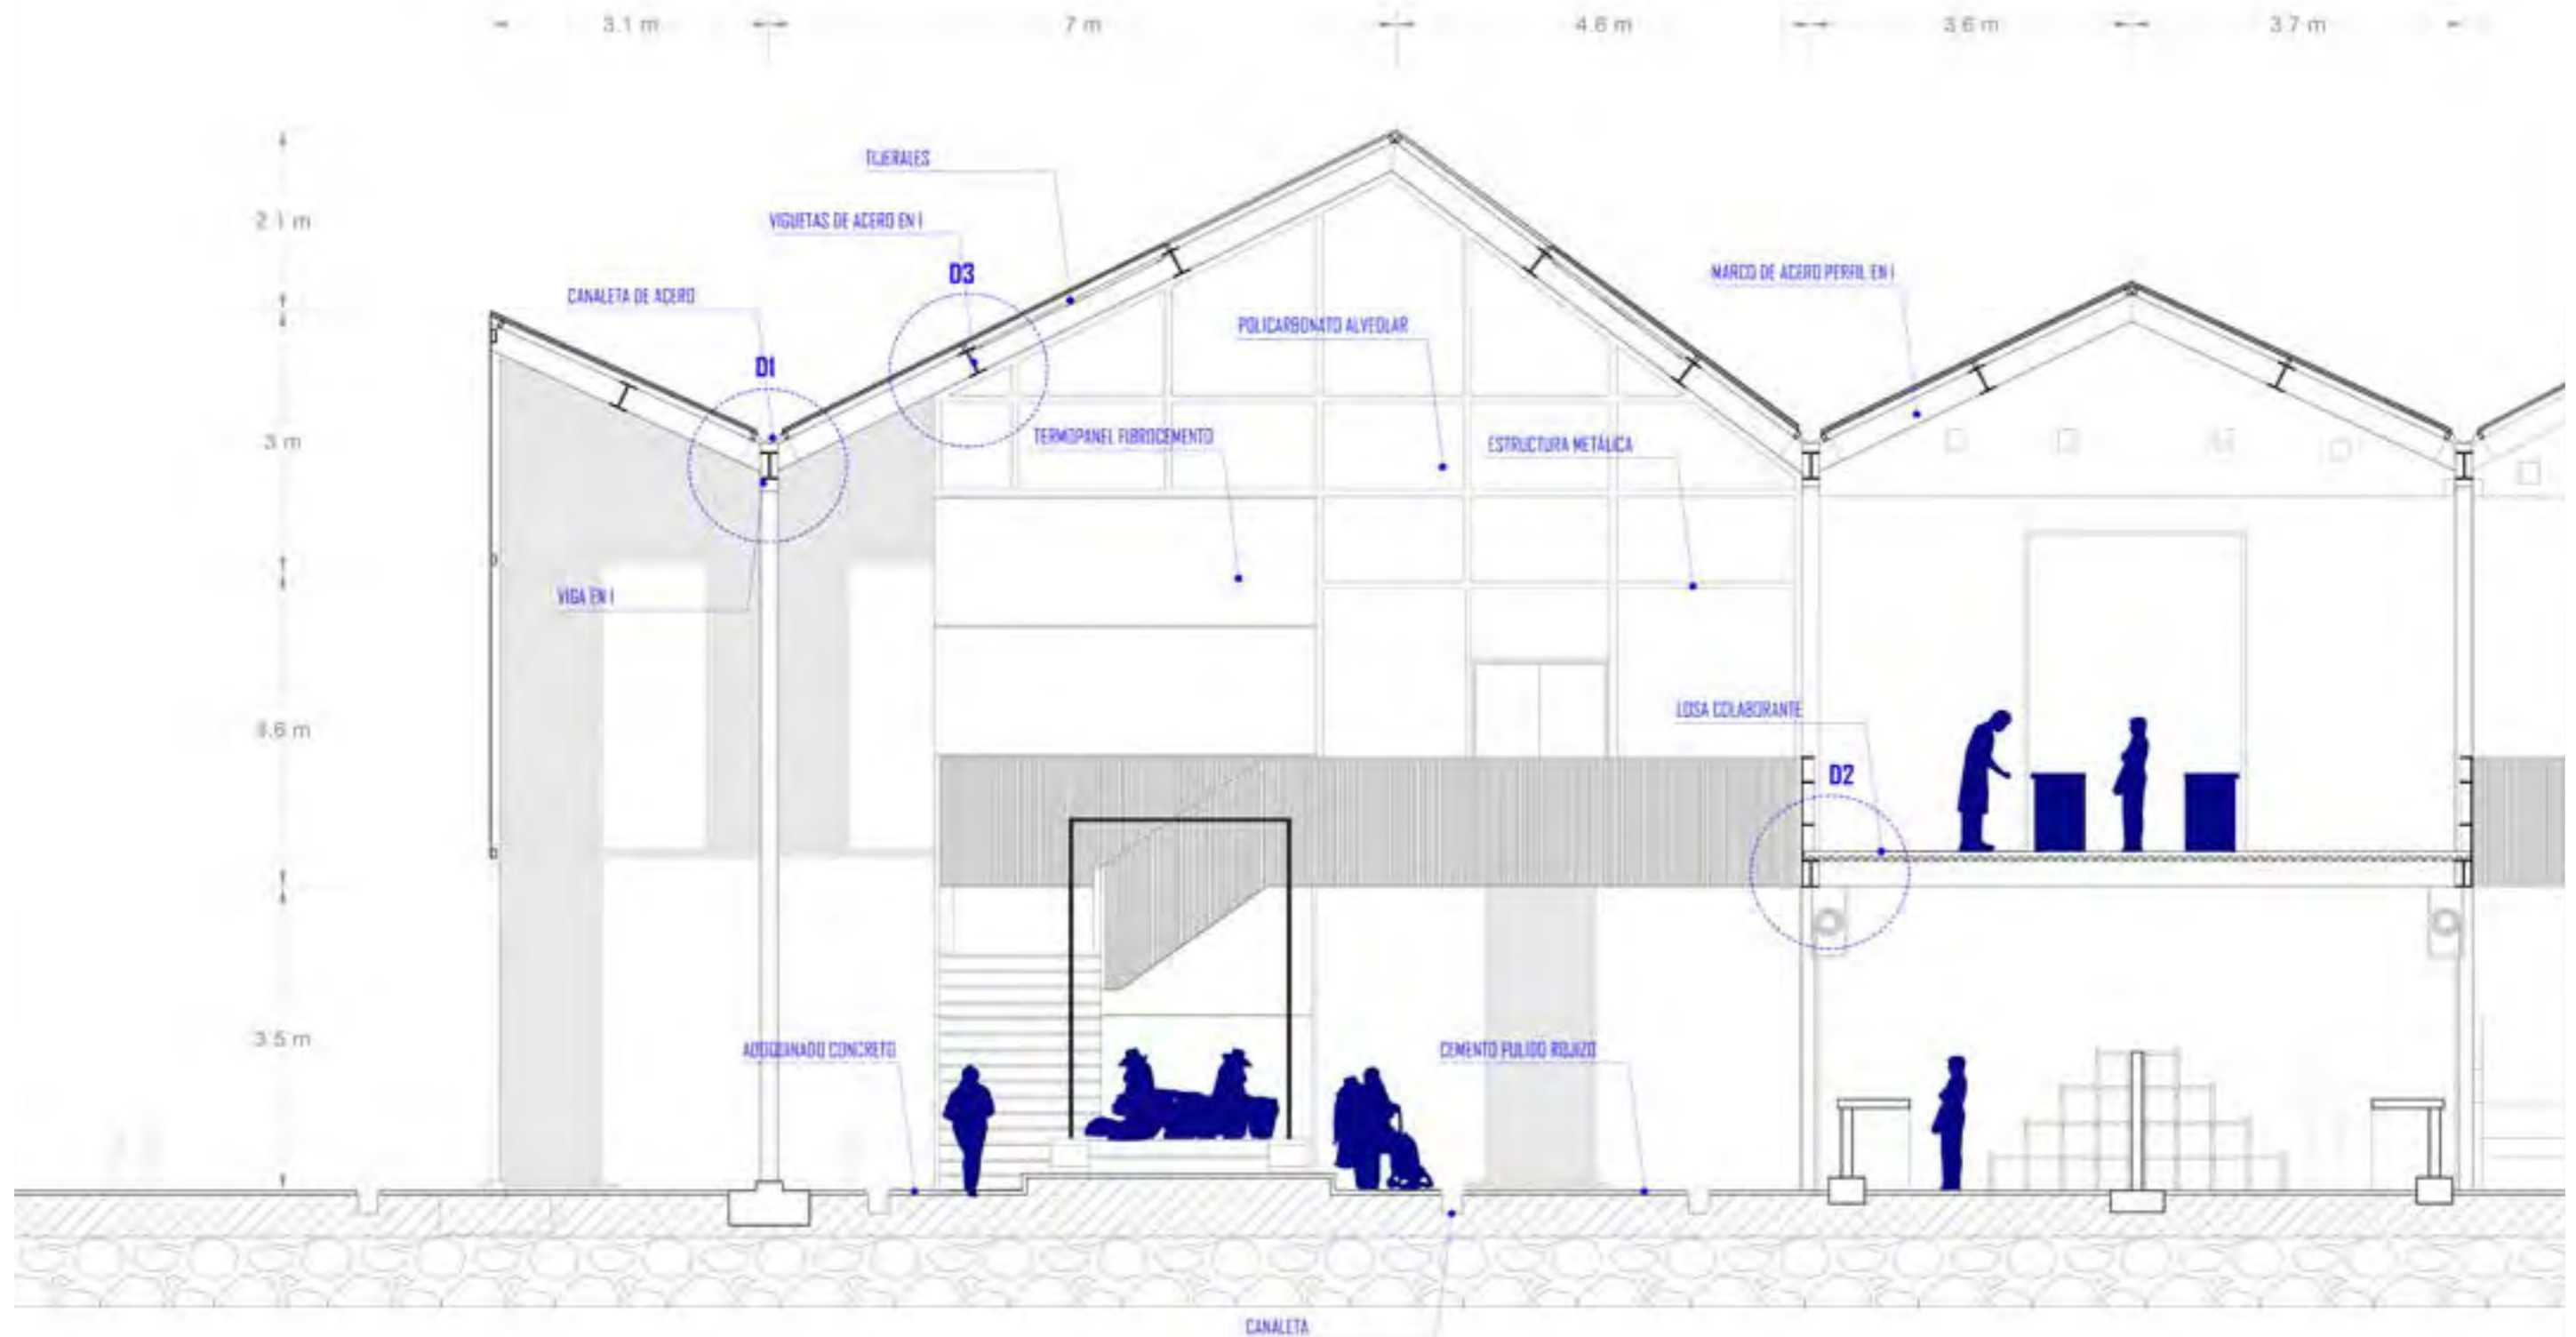 3.1 m
7 m
4.6 m
3.6 m
3.7 m
TIJERALES
2.1 m
VIGUETAS DE ACERO EN I
D3
MARCO DE ACERO PERFIL EN I
CANALETA DE ACERO
POLICARBONATO ALVEOLAR
D1
3 m
TERMOPANEL FIBROCEMENTO
ESTRUCTURA METÁLICA
VIGA EN I
LOSA COLABORANTE
D2
3.5 m
ADOQUINADO CONCRETO
CEMENTO PULIDO ROJIZO
CANALETA